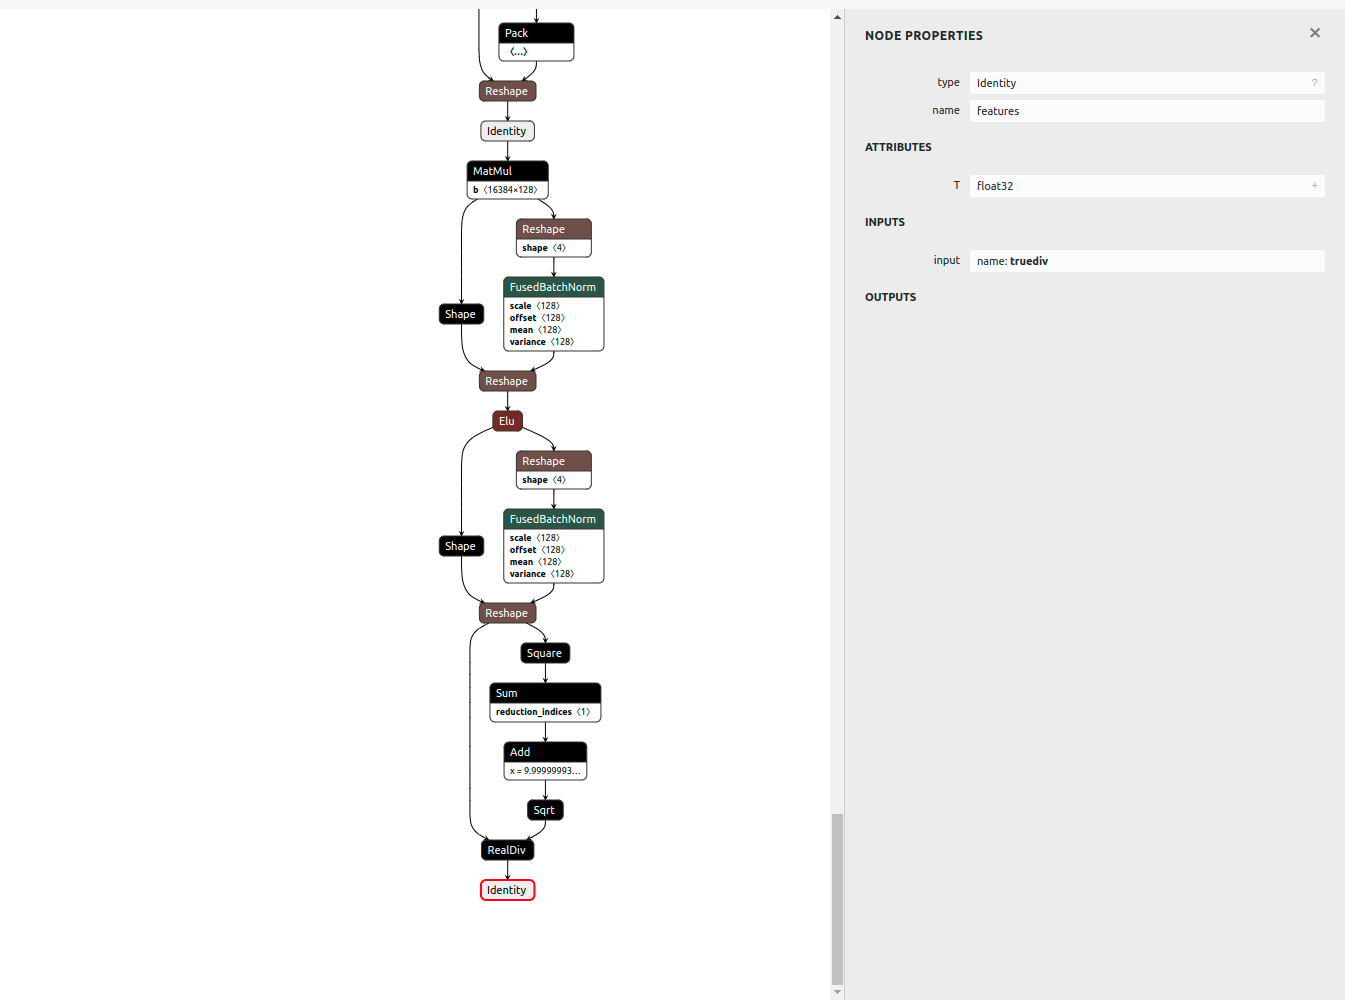 Pack
〈...〉
Reshape
Identity
MatMul
b 〈16384×128〉
Reshape
shape 〈4〉
FusedBatchNorm
scale 〈128〉
offset 〈128〉
mean 〈128〉
variance 〈128〉
Shape
Reshape
Elu
Reshape
shape 〈4〉
FusedBatchNorm
scale 〈128〉
offset 〈128〉
mean 〈128〉
variance 〈128〉
Shape
Reshape
Square
Sum
reduction_indices 〈1〉
Add
x = 9.99999993...
Sqrt
RealDiv
Identity
NODE PROPERTIES ×
type Identity ?
name features
ATTRIBUTES
T float32 +
INPUTS
input name: truediv
OUTPUTS